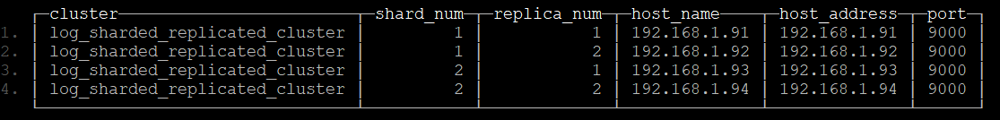 cluster shard_num replica_num host_name host_address port
1. log_sharded_replicated_cluster 1 1 192.168.1.91 192.168.1.91 9000
2. log_sharded_replicated_cluster 1 2 192.168.1.92 192.168.1.92 9000
3. log_sharded_replicated_cluster 2 1 192.168.1.93 192.168.1.93 9000
4. log_sharded_replicated_cluster 2 2 192.168.1.94 192.168.1.94 9000